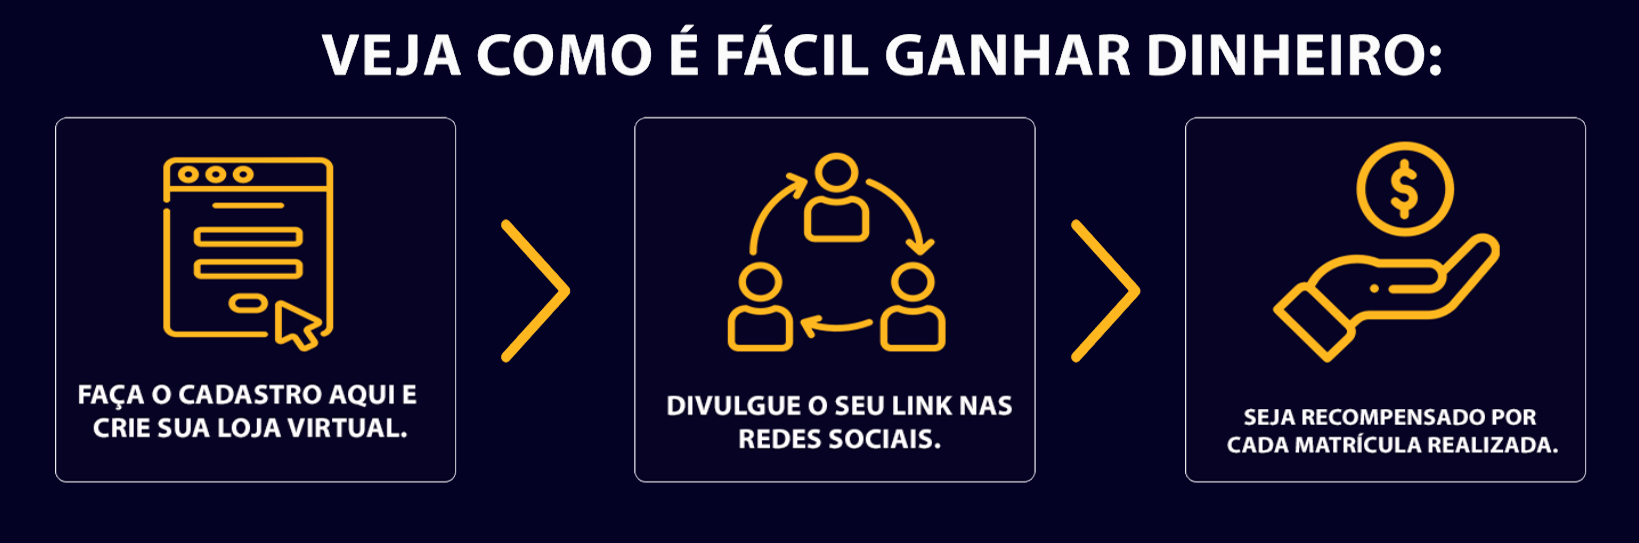 VEJA COMO É FÁCIL GANHAR DINHEIRO:
FAÇA O CADASTRO AQUI E
CRIE SUA LOJA VIRTUAL.
DIVULGUE O SEU LINK NAS
REDES SOCIAIS.
$
SEJA RECOMPENSADO POR
CADA MATRÍCULA REALIZADA.